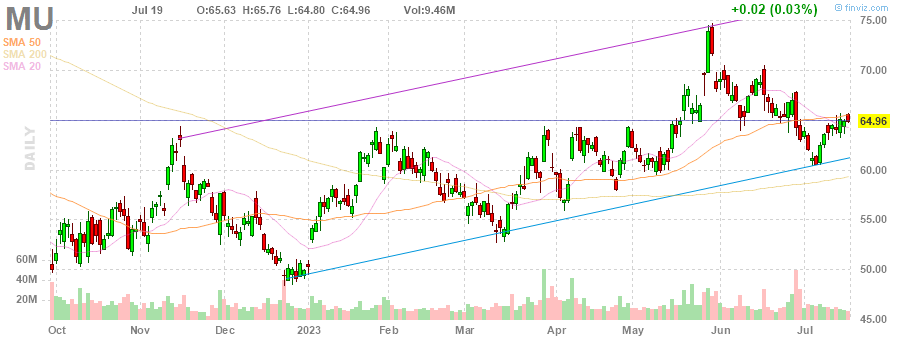 MU Jul 19 O:65.63 H:65.76 L:64.80 C:64.96 Vol:9.46M +0.02 (0.03%) © finviz.com
SMA 50
SMA 200
SMA 20
75.00
70.00
64.96
60.00
55.00
50.00
45.00
DAILY
60M
40M
20M
Oct Nov Dec 2023 Feb Mar Apr May Jun Jul